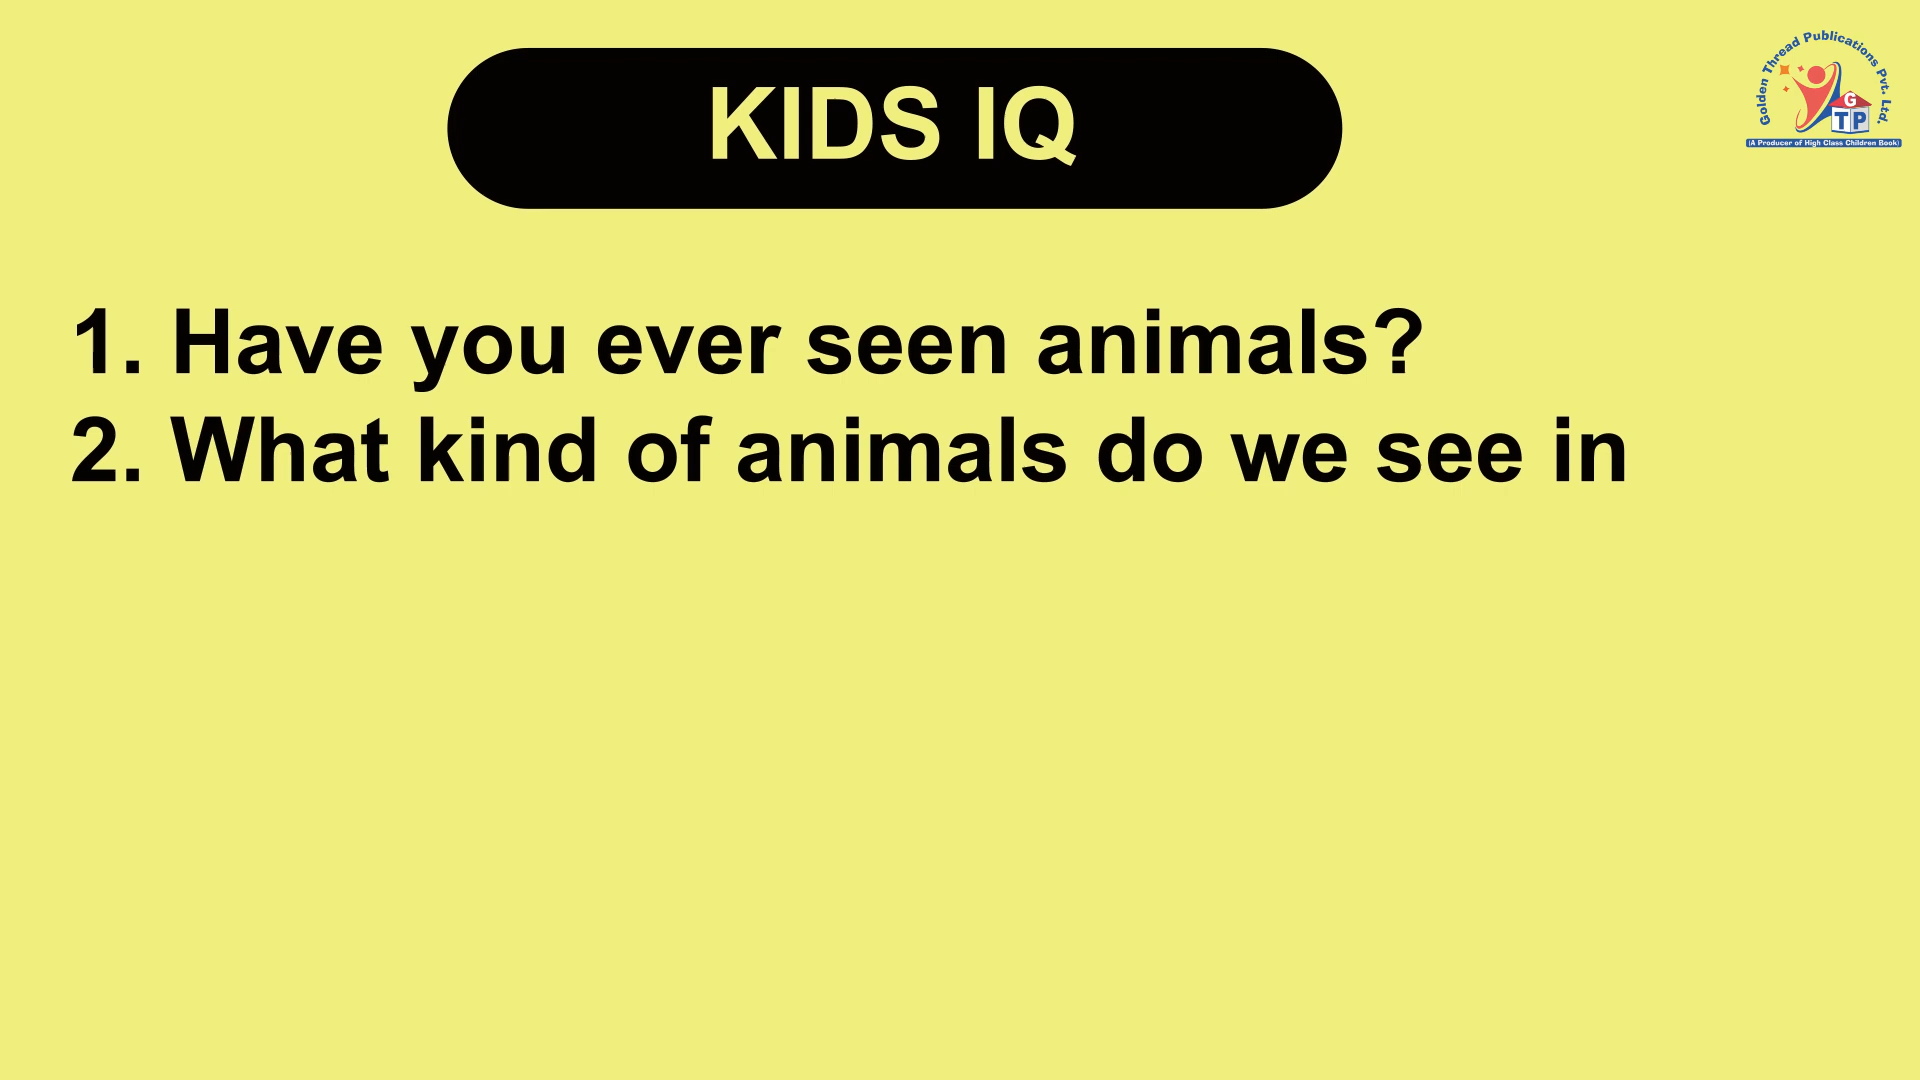 Golden Thread Publications Pvt. Ltd.
KIDS IQ
G
TP
(A Producer of High Class Children Book)
1. Have you ever seen animals?
2. What kind of animals do we see in